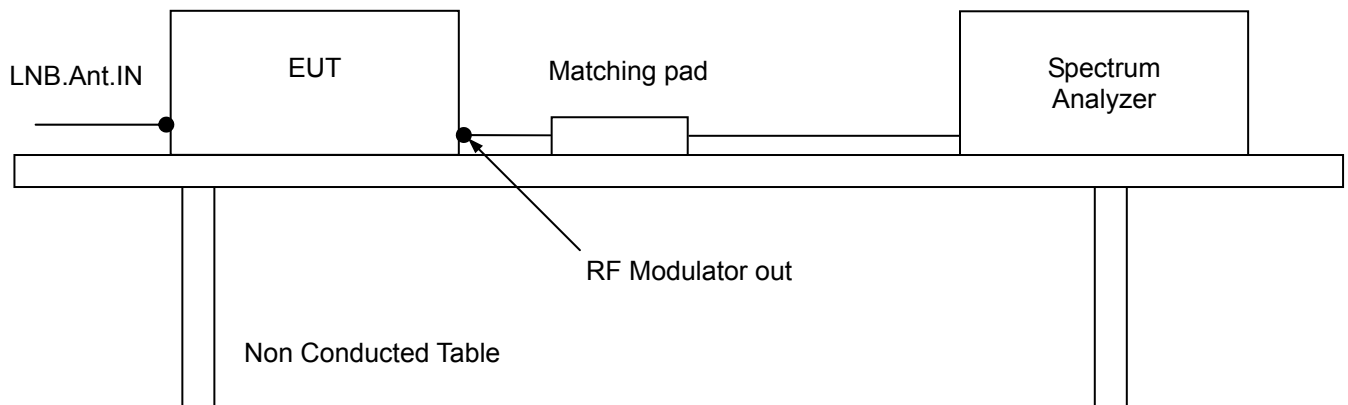 LNB.Ant.IN
EUT
Matching pad
Spectrum
Analyzer
RF Modulator out
Non Conducted Table